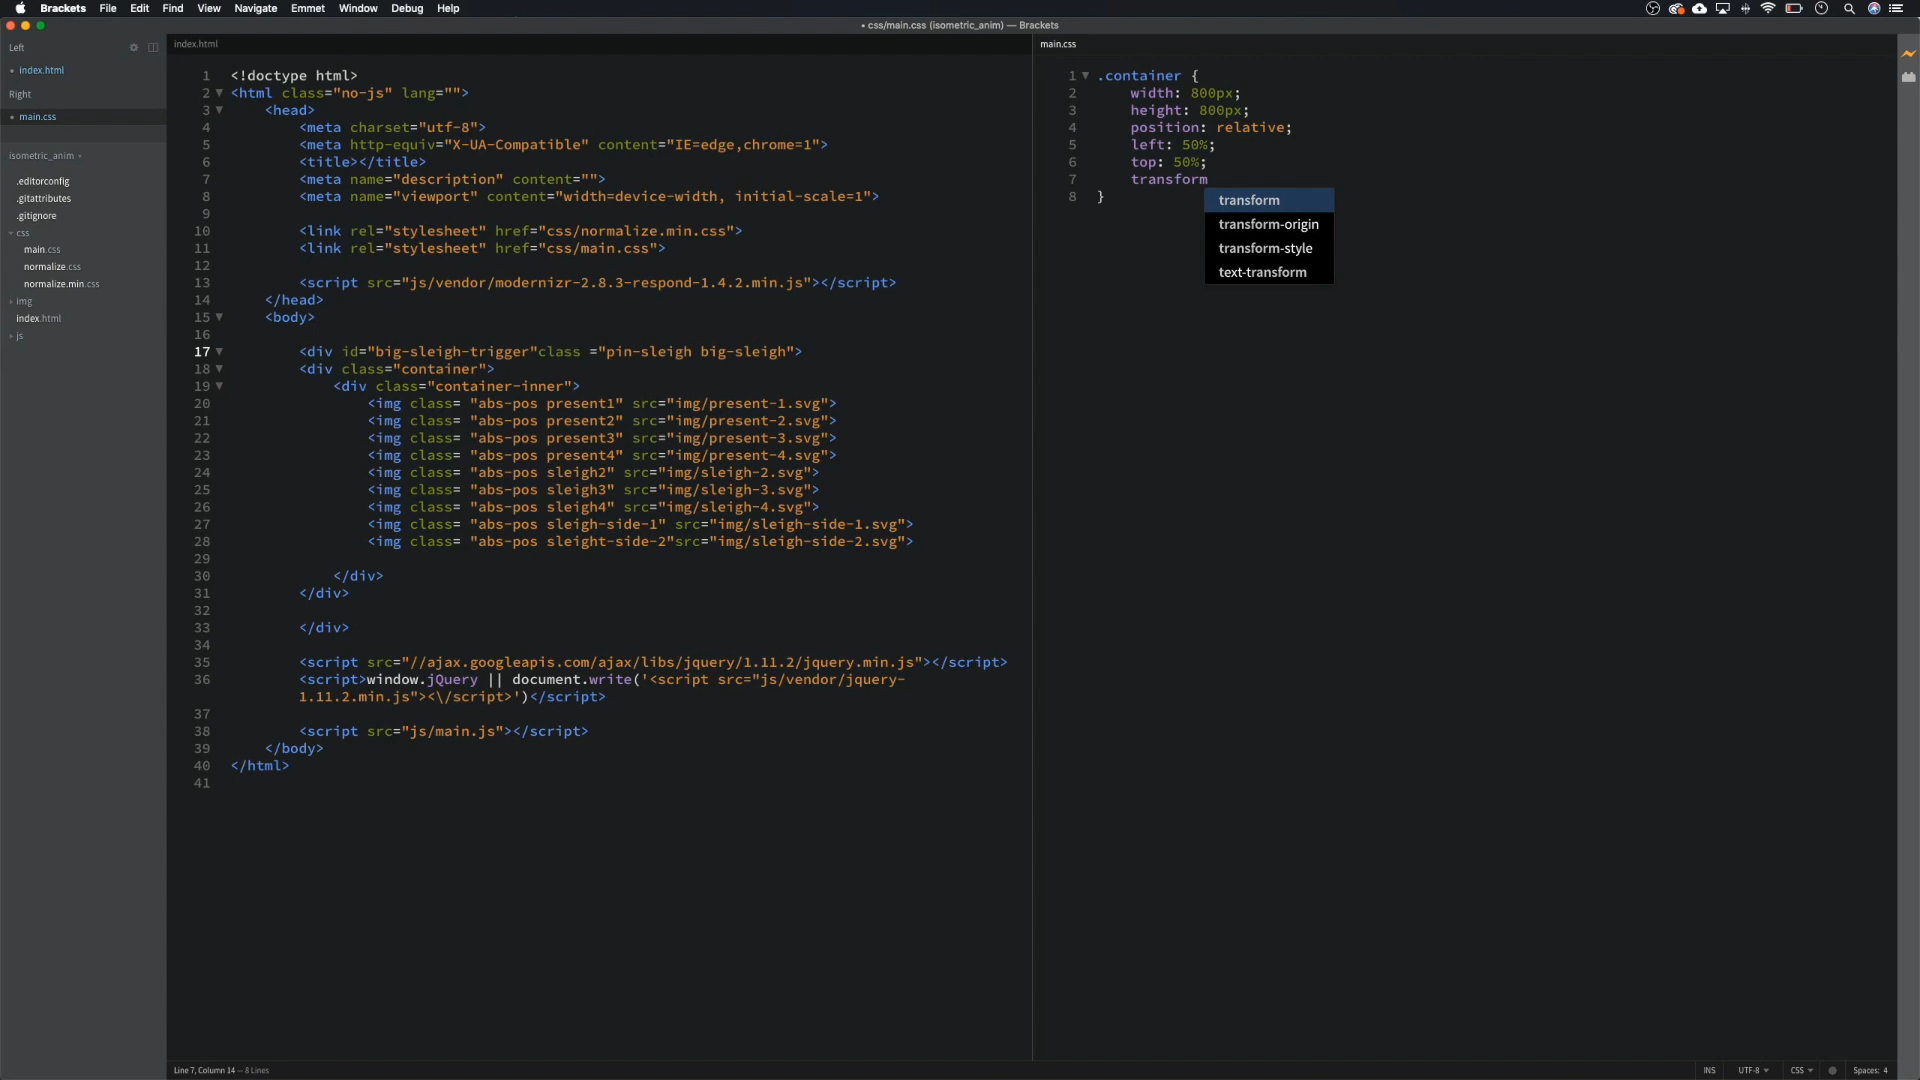 Brackets File Edit Find View Navigate Emmet Window Debug Help
• css/main.css (isometric_anim) — Brackets
Left
index.html
Right
main.css
isometric_anim
.editorconfig
.gitattributes
.gitignore
css
main.css
normalize.css
normalize.min.css
img
index.html
js
index.html
1 <!doctype html>
2 <html class="no-js" lang="">
3 <head>
4 <meta charset="utf-8">
5 <meta http-equiv="X-UA-Compatible" content="IE=edge,chrome=1">
6 <title></title>
7 <meta name="description" content="">
8 <meta name="viewport" content="width=device-width, initial-scale=1">
9
10 <link rel="stylesheet" href="css/normalize.min.css">
11 <link rel="stylesheet" href="css/main.css">
12
13 <script src="js/vendor/modernizr-2.8.3-respond-1.4.2.min.js"></script>
14 </head>
15 <body>
16
17 <div id="big-sleigh-trigger"class ="pin-sleigh big-sleigh">
18 <div class="container">
19 <div class="container-inner">
20 <img class= "abs-pos present1" src="img/present-1.svg">
21 <img class= "abs-pos present2" src="img/present-2.svg">
22 <img class= "abs-pos present3" src="img/present-3.svg">
23 <img class= "abs-pos present4" src="img/present-4.svg">
24 <img class= "abs-pos sleigh2" src="img/sleigh-2.svg">
25 <img class= "abs-pos sleigh3" src="img/sleigh-3.svg">
26 <img class= "abs-pos sleigh4" src="img/sleigh-4.svg">
27 <img class= "abs-pos sleigh-side-1" src="img/sleigh-side-1.svg">
28 <img class= "abs-pos sleight-side-2"src="img/sleigh-side-2.svg">
29
30 </div>
31 </div>
32
33 </div>
34
35 <script src="//ajax.googleapis.com/ajax/libs/jquery/1.11.2/jquery.min.js"></script>
36 <script>window.jQuery || document.write('<script src="js/vendor/jquery-
1.11.2.min.js"><\/script>')</script>
37
38 <script src="js/main.js"></script>
39 </body>
40 </html>
41
main.css
1 .container {
2 width: 800px;
3 height: 800px;
4 position: relative;
5 left: 50%;
6 top: 50%;
7 transform
8 }
transform
transform-origin
transform-style
text-transform
Line 7, Column 14 — 8 Lines
INS UTF-8 CSS Spaces: 4